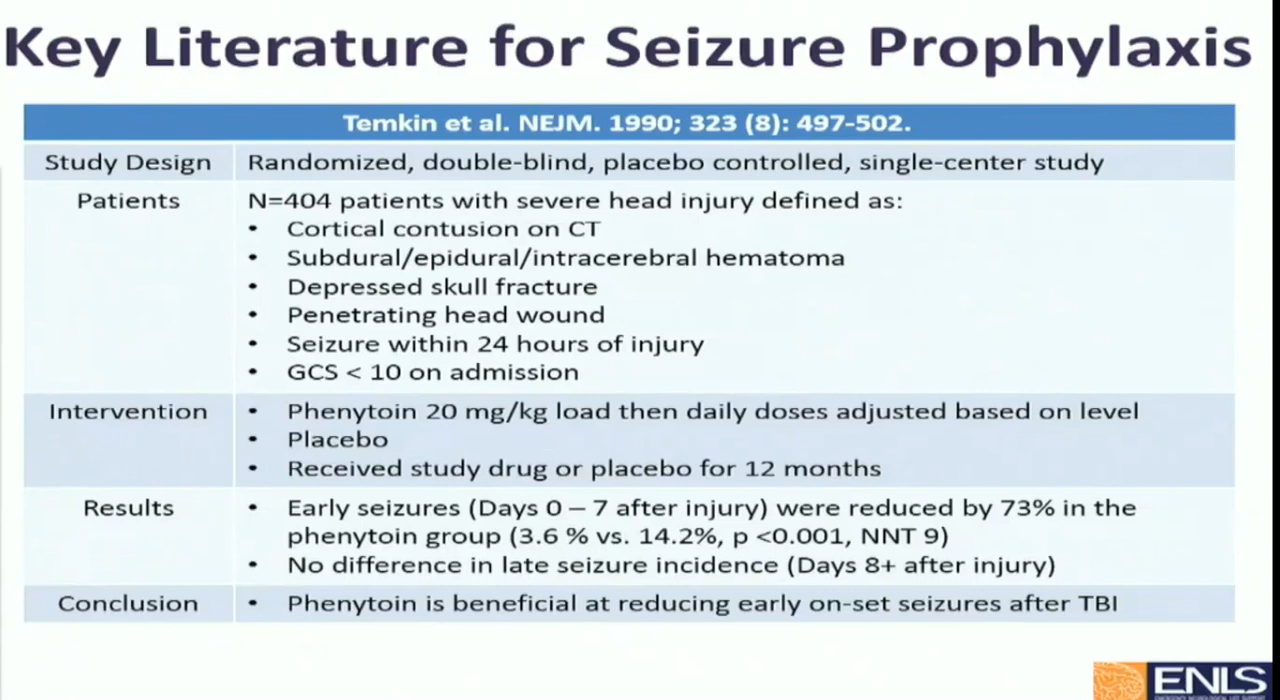 Key Literature for Seizure Prophylaxis
Temkin et al. NEJM. 1990; 323 (8): 497-502.
Study Design Randomized, double-blind, placebo controlled, single-center study
Patients N=404 patients with severe head injury defined as:
• Cortical contusion on CT
• Subdural/epidural/intracerebral hematoma
• Depressed skull fracture
• Penetrating head wound
• Seizure within 24 hours of injury
• GCS < 10 on admission
Intervention • Phenytoin 20 mg/kg load then daily doses adjusted based on level
• Placebo
• Received study drug or placebo for 12 months
Results • Early seizures (Days 0 – 7 after injury) were reduced by 73% in the
phenytoin group (3.6 % vs. 14.2%, p <0.001, NNT 9)
• No difference in late seizure incidence (Days 8+ after injury)
Conclusion • Phenytoin is beneficial at reducing early on-set seizures after TBI
ENLS